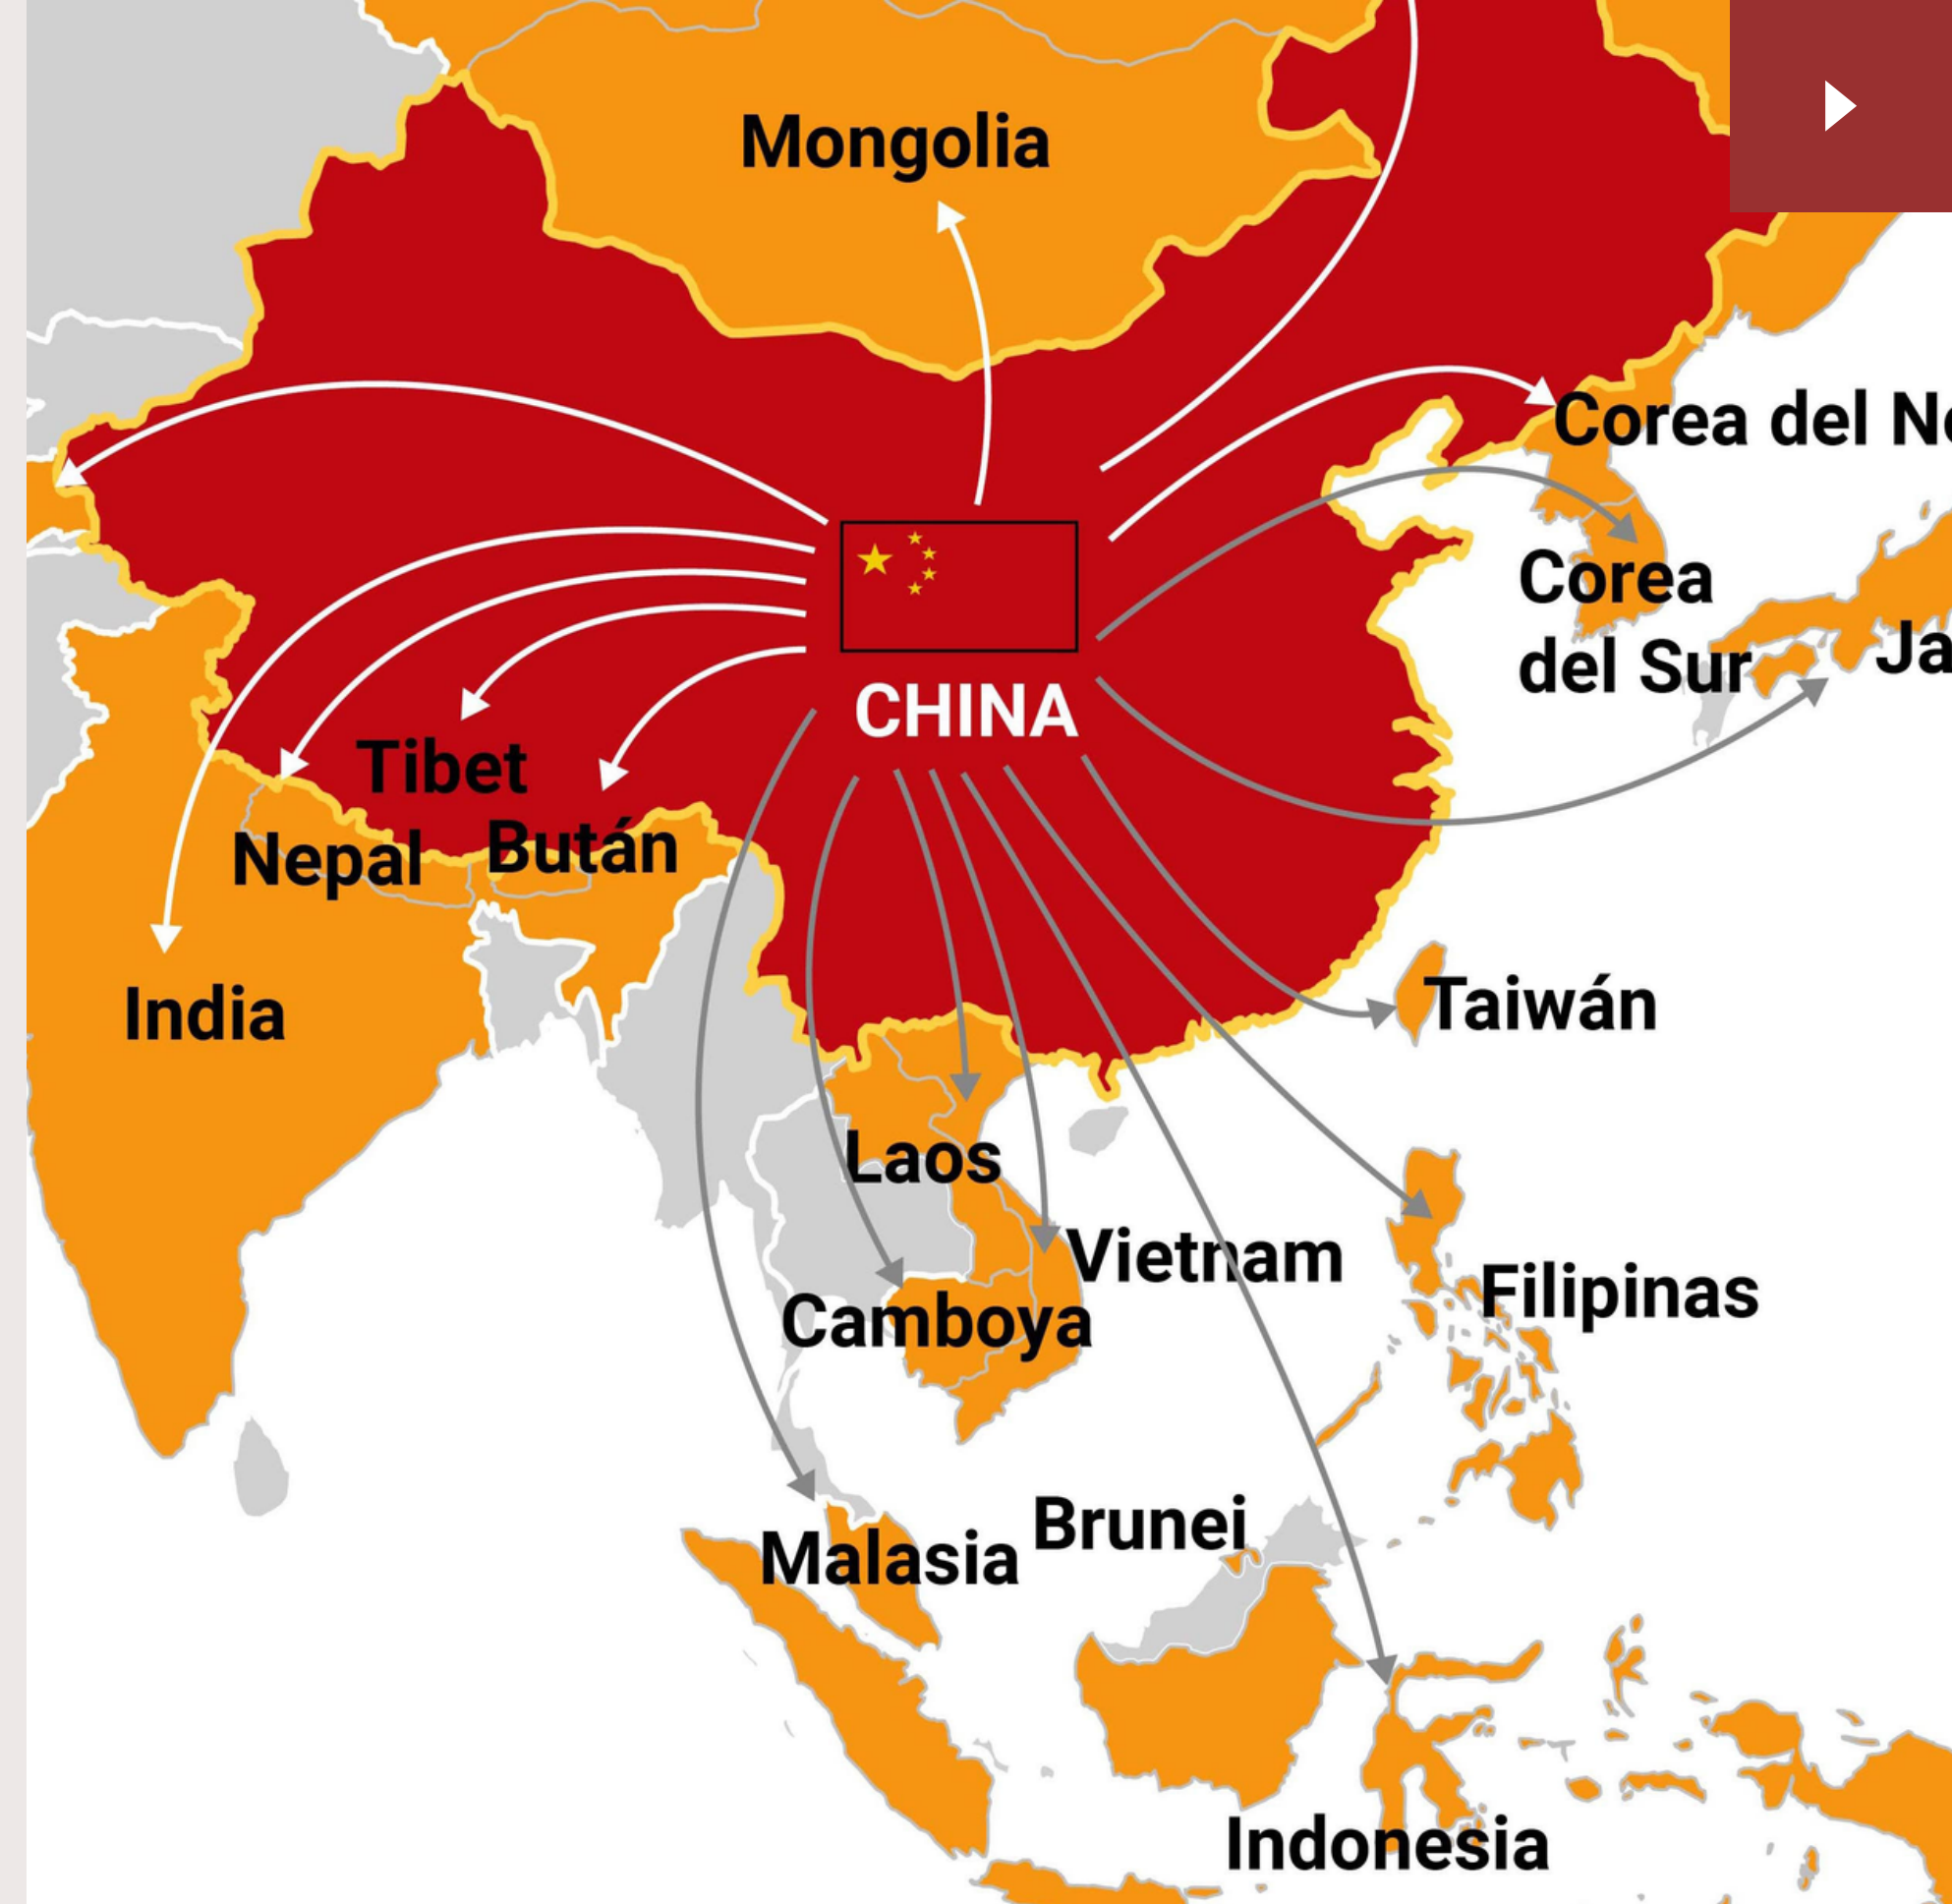 Mongolia
Corea del No
Corea
del Sur
Ja
CHINA
Tibet
Nepal
Bután
India
Taiwán
Laos
Vietnam
Camboya
Filipinas
Brunei
Malasia
Indonesia